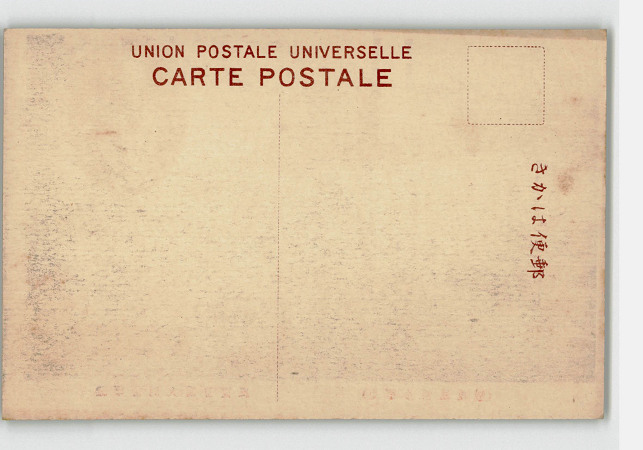 UNION POSTALE UNIVERSELLE
CARTE POSTALE
きかは便郵